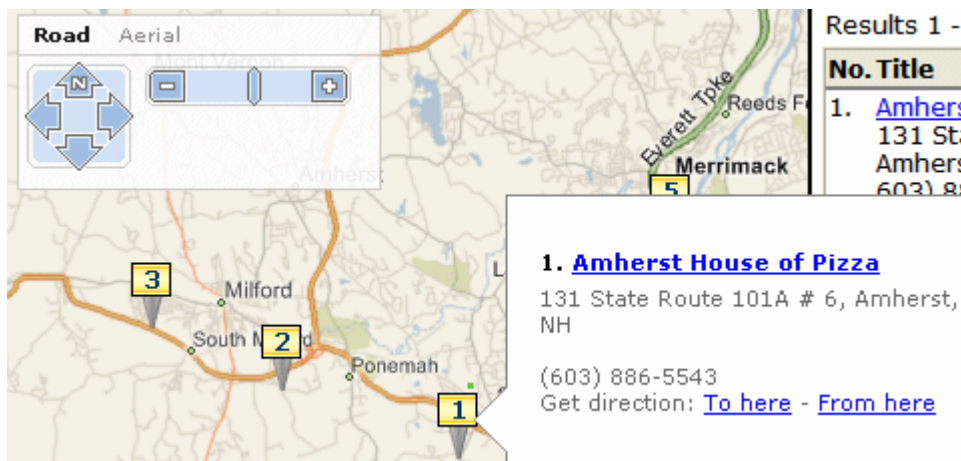 Road Aerial
N
Mont Vernon
Amherst
Everett Tpke
Reeds F
Merrimack
5
3
Milford
2
South M d
Ponemah
1
L
1. Amherst House of Pizza
131 State Route 101A # 6, Amherst,
NH
(603) 886-5543
Get direction: To here - From here
Results 1 -
No. Title
1. Amhers
131 Sta
Amhers
603) 88